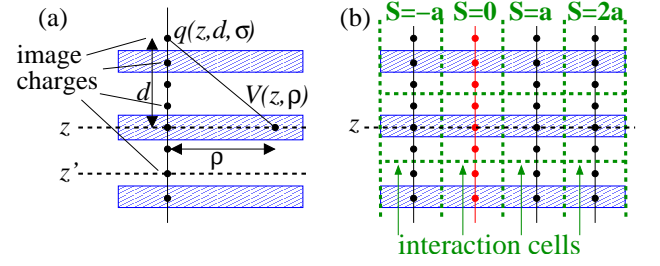 (a)
q(z,d,σ)
image
charges
d
V(z,ρ)
z
ρ
z'
(b)
S=-a S=0 S=a S=2a
z
interaction cells